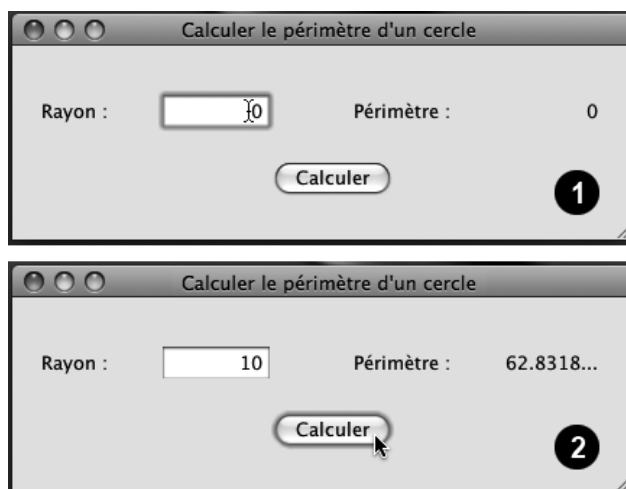 Calculer le périmètre d'un cercle
Rayon : Périmètre : 0
Calculer
1
Calculer le périmètre d'un cercle
Rayon : 10 Périmètre : 62.8318...
Calculer
2